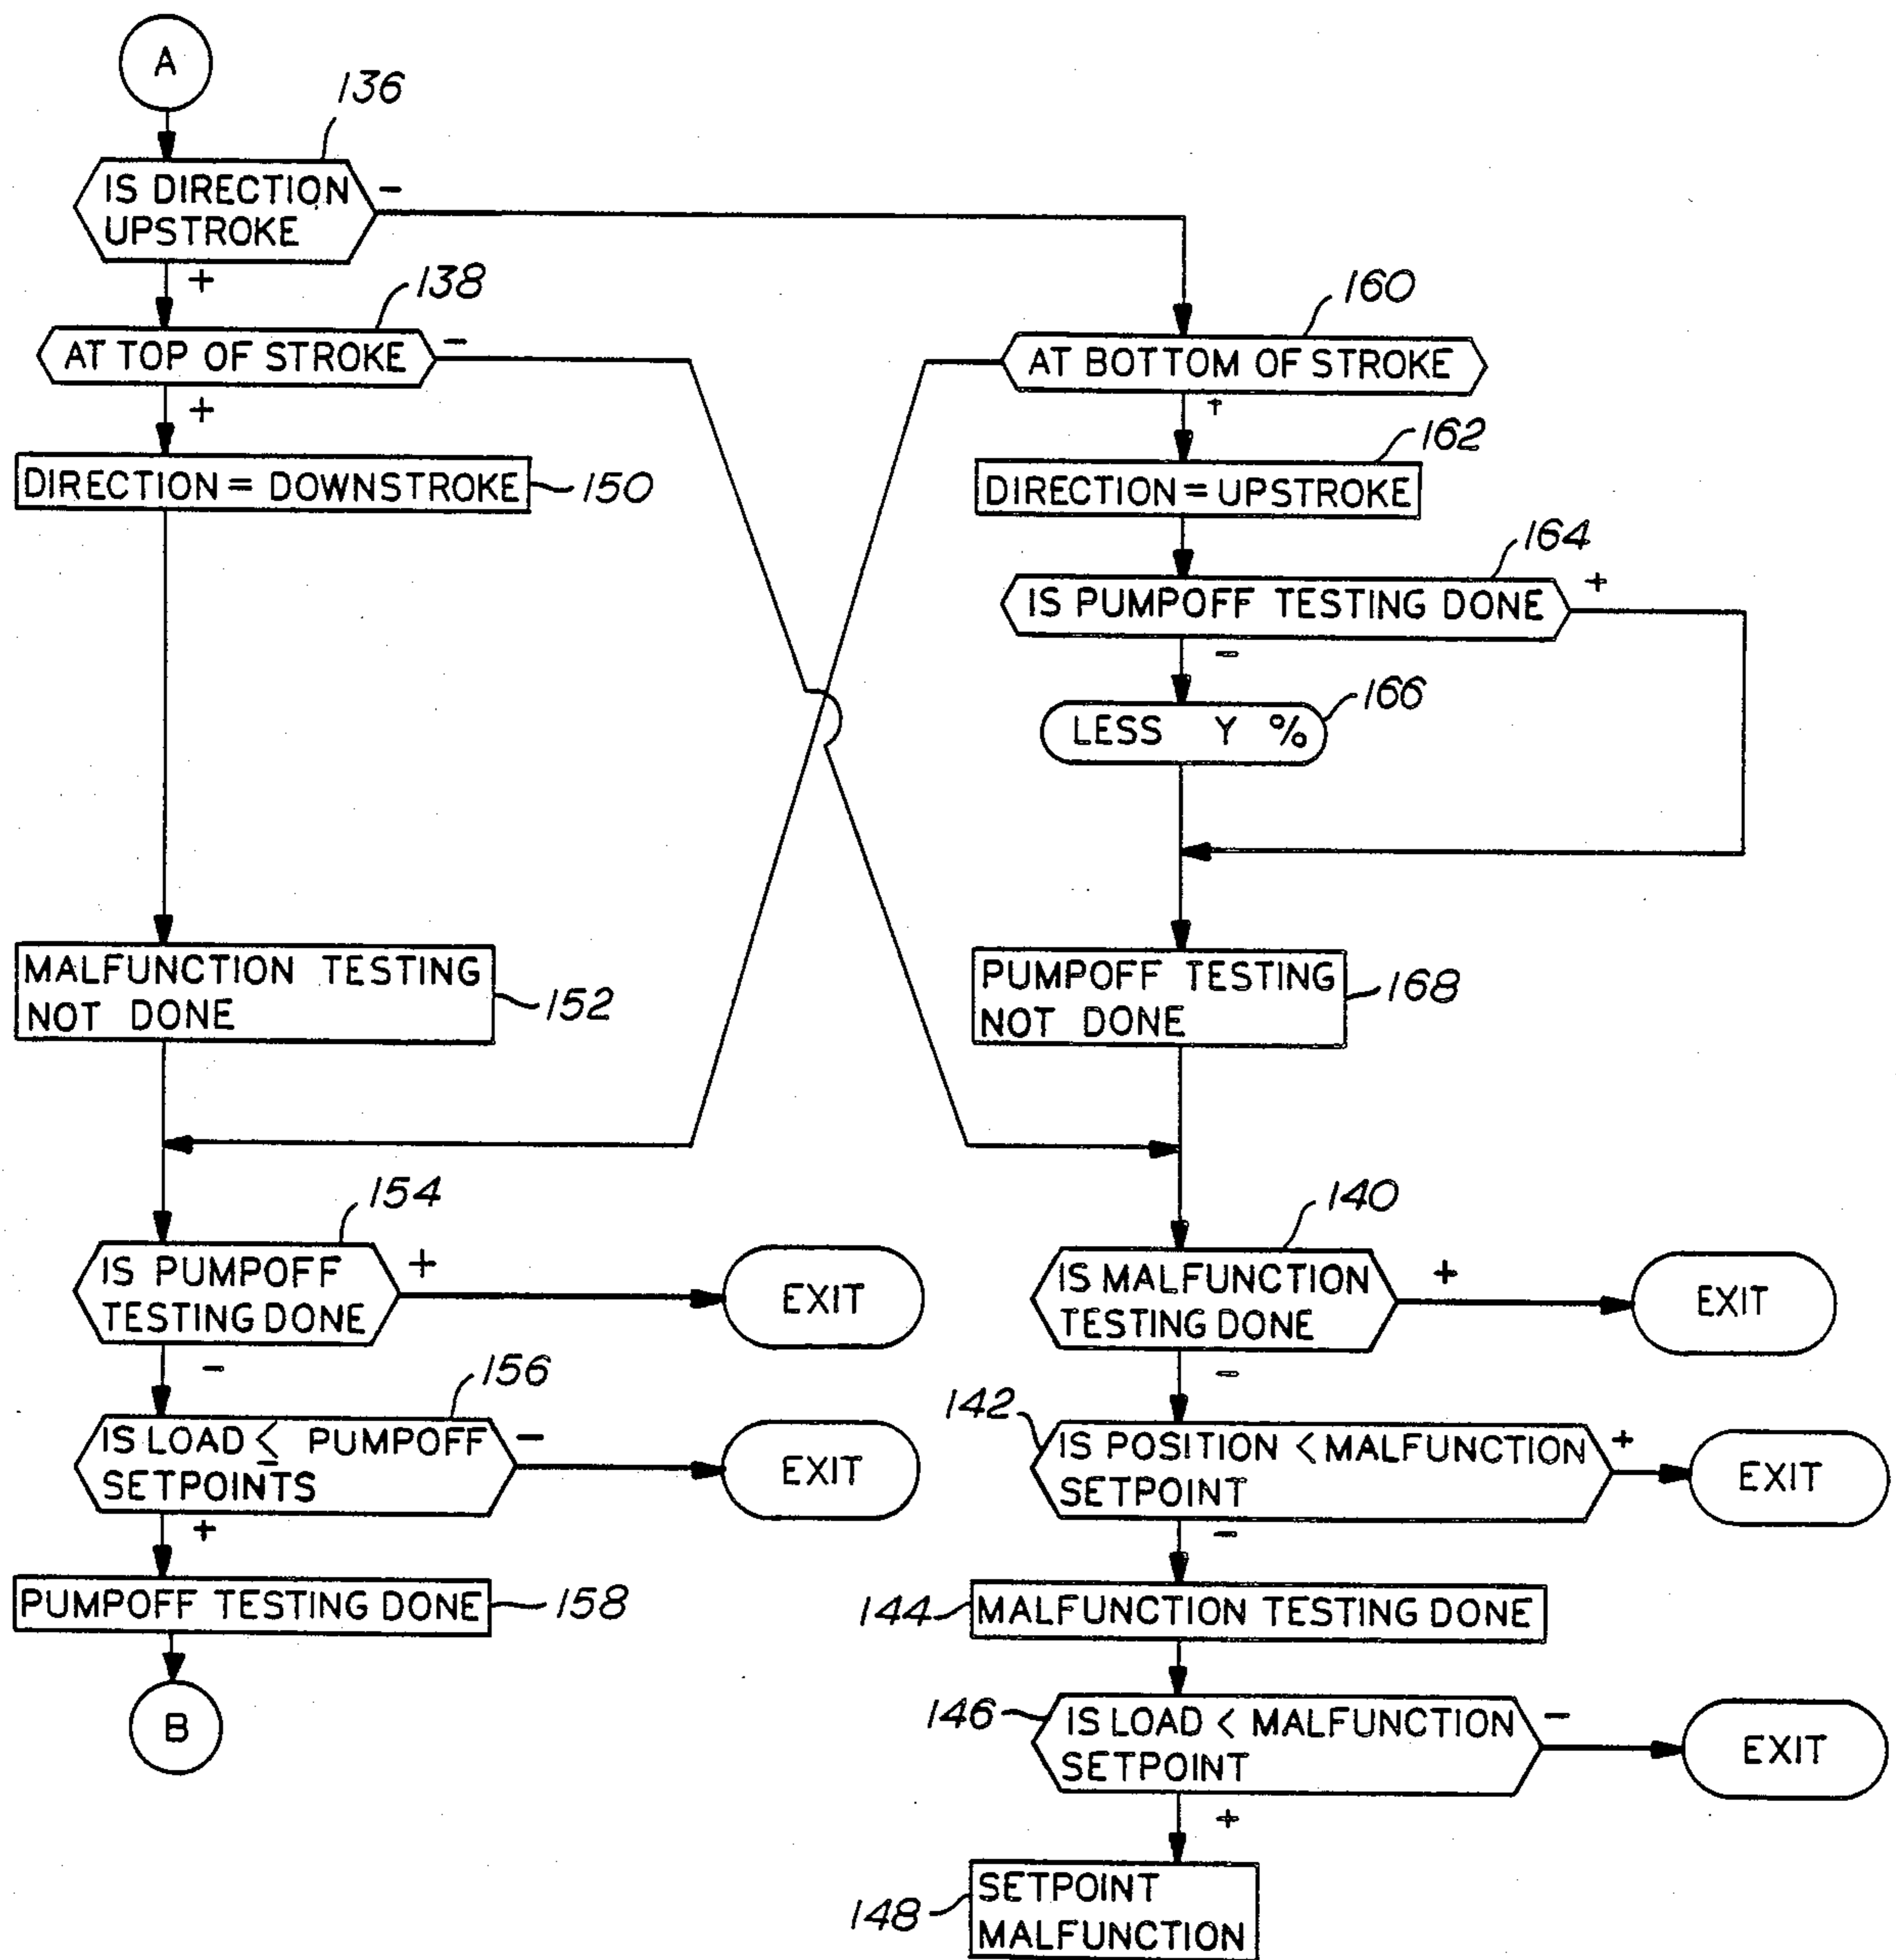 A
136
IS DIRECTION
UPSTROKE
-
+
138
AT TOP OF STROKE
-
+
DIRECTION = DOWNSTROKE
150
MALFUNCTION TESTING
NOT DONE
152
154
IS PUMPOFF
TESTING DONE
+
EXIT
-
156
IS LOAD ≤ PUMPOFF
SETPOINTS
-
EXIT
+
PUMPOFF TESTING DONE
158
B
160
AT BOTTOM OF STROKE
+
162
DIRECTION = UPSTROKE
164
IS PUMPOFF TESTING DONE
+
-
166
LESS Y %
PUMPOFF TESTING
NOT DONE
168
140
IS MALFUNCTION
TESTING DONE
+
EXIT
-
142
IS POSITION < MALFUNCTION
SETPOINT
+
EXIT
-
144
MALFUNCTION TESTING DONE
146
IS LOAD < MALFUNCTION
SETPOINT
-
EXIT
+
148
SETPOINT
MALFUNCTION